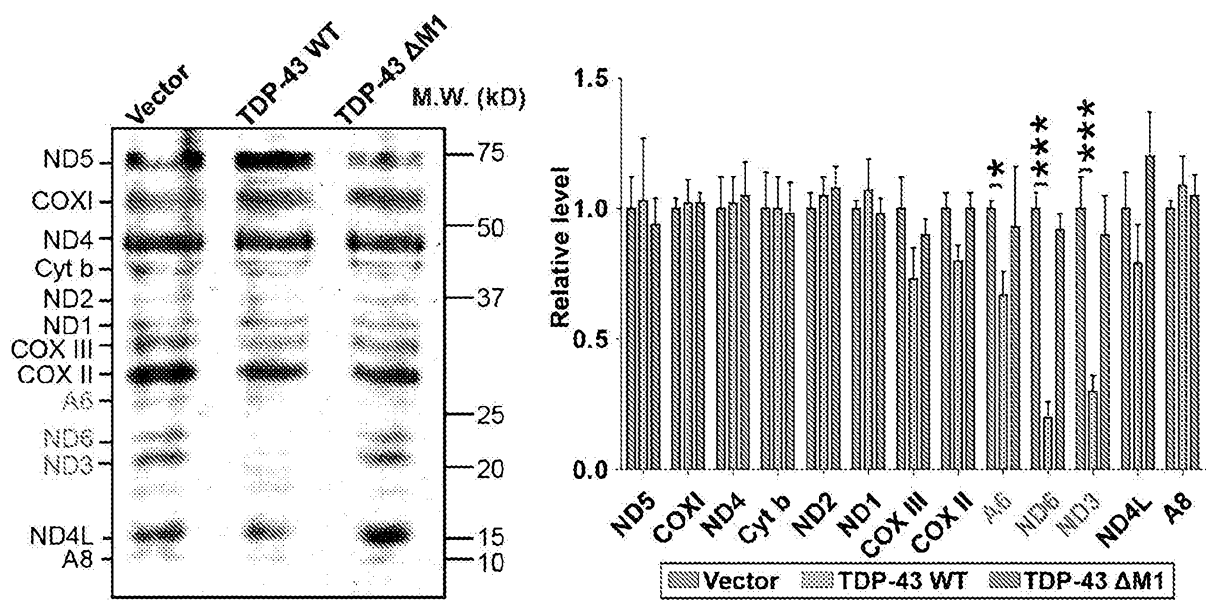 Vector
TDP-43 WT
TDP-43 ΔM1
M.W. (kD)
ND5
COXI
ND4
Cyt b
ND2
ND1
COX III
COX II
A6
ND6
ND3
ND4L
A8
75
50
37
25
20
15
10
Relative level
1.5
1.0
0.5
0.0
*
***
***
ND5
COXI
ND4
Cyt b
ND2
ND1
COX III
COX II
A6
ND6
ND3
ND4L
A8
Vector TDP-43 WT TDP-43 ΔM1